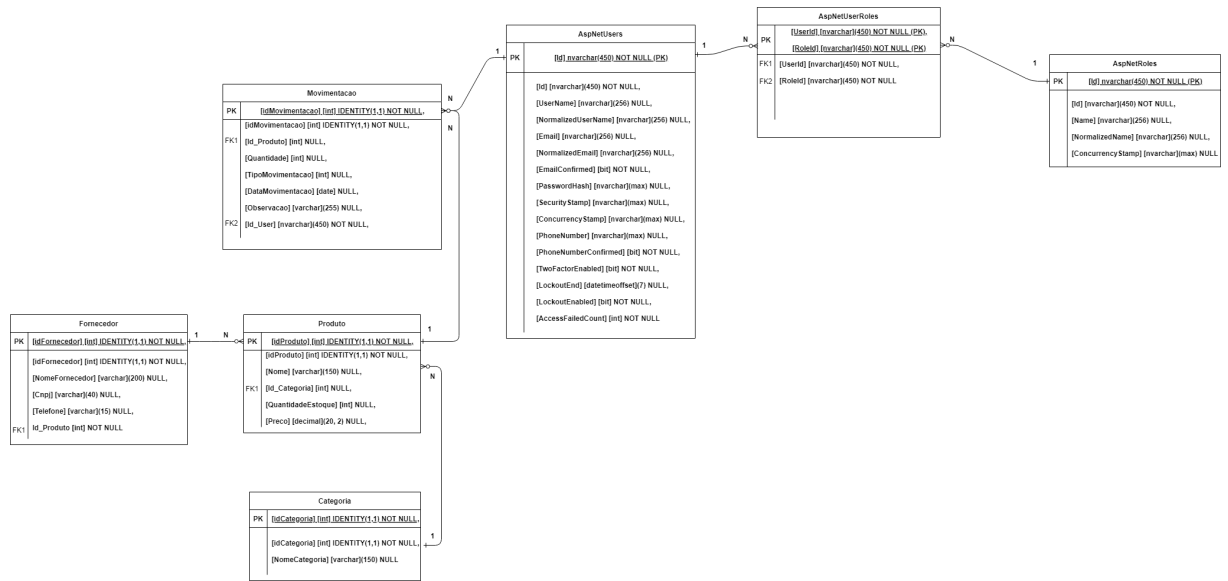 AspNetUserRoles
PK
[UserId] [nvarchar](450) NOT NULL (PK),
[RoleId] [nvarchar](450) NOT NULL (PK)
FK1
[UserId] [nvarchar](450) NOT NULL,
FK2
[RoleId] [nvarchar](450) NOT NULL
AspNetUsers
PK
[Id] nvarchar(450) NOT NULL (PK)
[Id] [nvarchar](450) NOT NULL,
[UserName] [nvarchar](256) NULL,
[NormalizedUserName] [nvarchar](256) NULL,
[Email] [nvarchar](256) NULL,
[NormalizedEmail] [nvarchar](256) NULL,
[EmailConfirmed] [bit] NOT NULL,
[PasswordHash] [nvarchar](max) NULL,
[SecurityStamp] [nvarchar](max) NULL,
[ConcurrencyStamp] [nvarchar](max) NULL,
[PhoneNumber] [nvarchar](max) NULL,
[PhoneNumberConfirmed] [bit] NOT NULL,
[TwoFactorEnabled] [bit] NOT NULL,
[LockoutEnd] [datetimeoffset](7) NULL,
[LockoutEnabled] [bit] NOT NULL,
[AccessFailedCount] [int] NOT NULL
1
N
N
1
AspNetRoles
PK
[Id] nvarchar(450) NOT NULL (PK)
[Id] [nvarchar](450) NOT NULL,
[Name] [nvarchar](256) NULL,
[NormalizedName] [nvarchar](256) NULL,
[ConcurrencyStamp] [nvarchar](max) NULL
1
N
N
Movimentacao
PK
[idMovimentacao] [int] IDENTITY(1,1) NOT NULL,
[idMovimentacao] [int] IDENTITY(1,1) NOT NULL,
FK1
[Id_Produto] [int] NULL,
[Quantidade] [int] NULL,
[TipoMovimentacao] [int] NULL,
[DataMovimentacao] [date] NULL,
[Observacao] [varchar](255) NULL,
FK2
[Id_User] [nvarchar](450) NOT NULL,
Fornecedor
PK
[idFornecedor] [int] IDENTITY(1,1) NOT NULL,
[idFornecedor] [int] IDENTITY(1,1) NOT NULL,
[NomeFornecedor] [varchar](200) NULL,
[Cnpj] [varchar](40) NULL,
[Telefone] [varchar](15) NULL,
FK1
Id_Produto [int] NOT NULL
1
N
Produto
PK
[idProduto] [int] IDENTITY(1,1) NOT NULL,
[idProduto] [int] IDENTITY(1,1) NOT NULL,
[Nome] [varchar](150) NULL,
FK1
[Id_Categoria] [int] NULL,
[QuantidadeEstoque] [int] NULL,
[Preco] [decimal](20, 2) NULL,
1
N
Categoria
PK
[idCategoria] [int] IDENTITY(1,1) NOT NULL,
[idCategoria] [int] IDENTITY(1,1) NOT NULL,
[NomeCategoria] [varchar](150) NULL
1